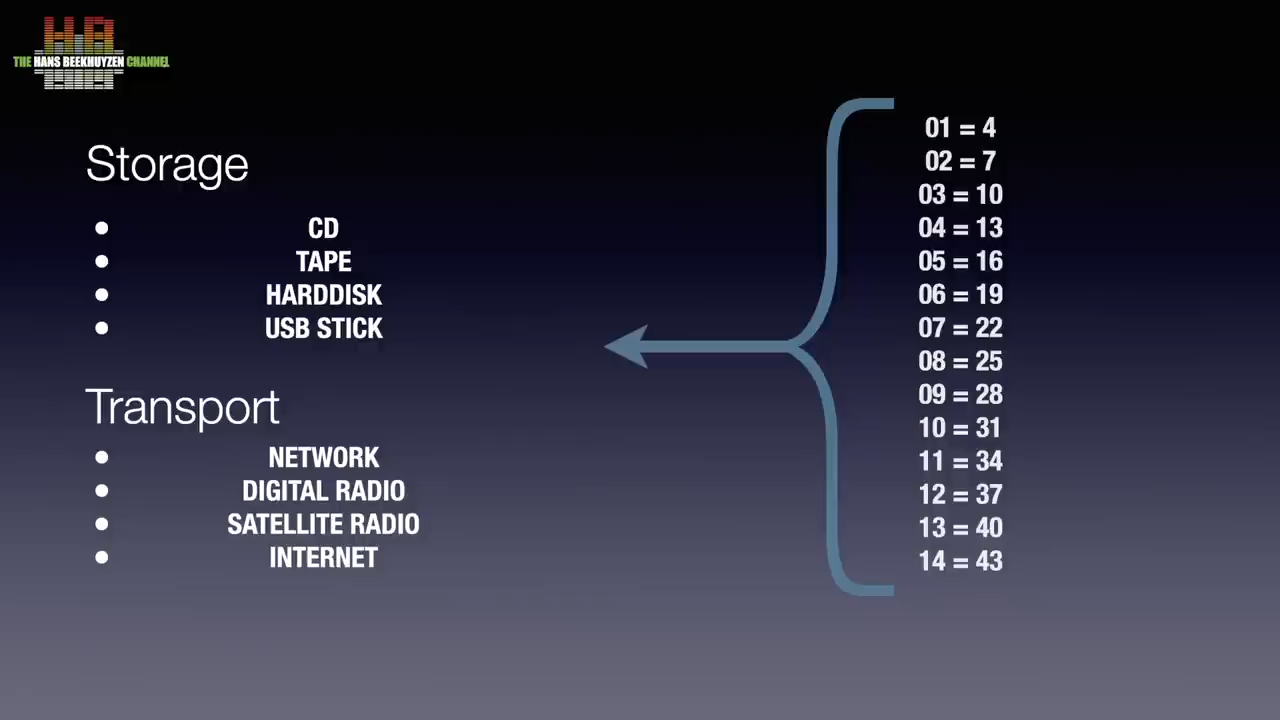 THE HANS BEEKHUYZEN CHANNEL
Storage
• CD
• TAPE
• HARDDISK
• USB STICK
Transport
• NETWORK
• DIGITAL RADIO
• SATELLITE RADIO
• INTERNET
01 = 4
02 = 7
03 = 10
04 = 13
05 = 16
06 = 19
07 = 22
08 = 25
09 = 28
10 = 31
11 = 34
12 = 37
13 = 40
14 = 43